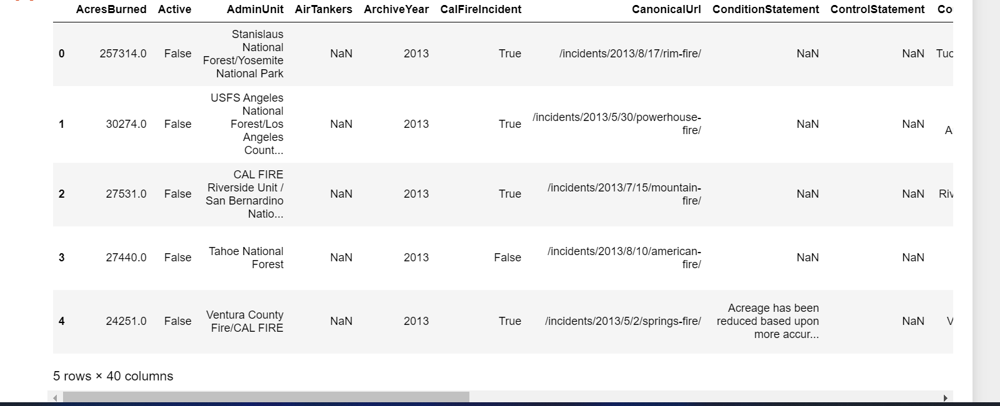 AcresBurned Active AdminUnit AirTankers ArchiveYear CalFireIncident CanonicalUrl ConditionStatement ControlStatement
0 257314.0 False Stanislaus National Forest/Yosemite National Park NaN 2013 True /incidents/2013/8/17/rim-fire/ NaN NaN
1 30274.0 False USFS Angeles National Forest/Los Angeles Count... NaN 2013 True /incidents/2013/5/30/powerhouse-fire/ NaN NaN
2 27531.0 False CAL FIRE Riverside Unit / San Bernardino Natio... NaN 2013 True /incidents/2013/7/15/mountain-fire/ NaN NaN
3 27440.0 False Tahoe National Forest NaN 2013 False /incidents/2013/8/10/american-fire/ NaN NaN
4 24251.0 False Ventura County Fire/CAL FIRE NaN 2013 True /incidents/2013/5/2/springs-fire/ Acreage has been reduced based upon more accur... NaN
5 rows × 40 columns